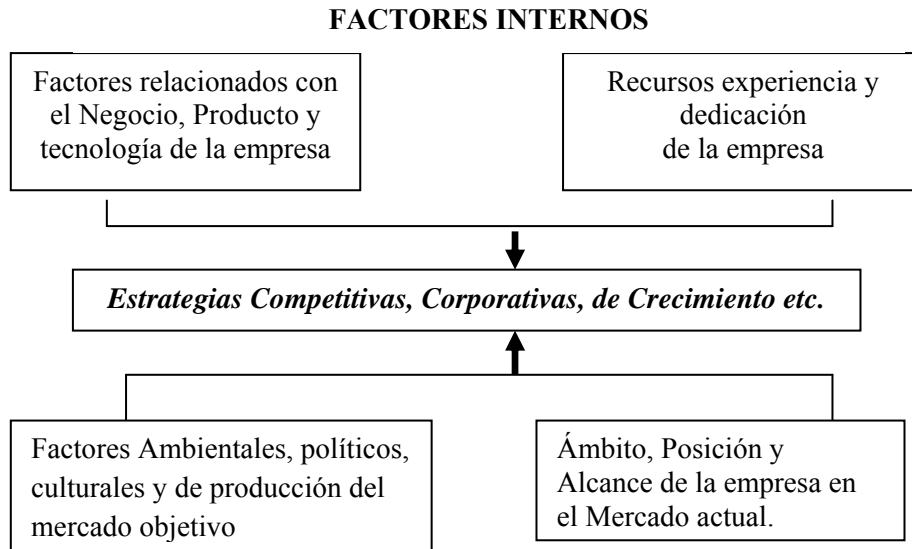 FACTORES INTERNOS
Factores relacionados con
el Negocio, Producto y
tecnología de la empresa
Recursos experiencia y
dedicación
de la empresa
Estrategias Competitivas, Corporativas, de Crecimiento etc.
Factores Ambientales, políticos,
culturales y de producción del
mercado objetivo
Ámbito, Posición y
Alcance de la empresa en
el Mercado actual.